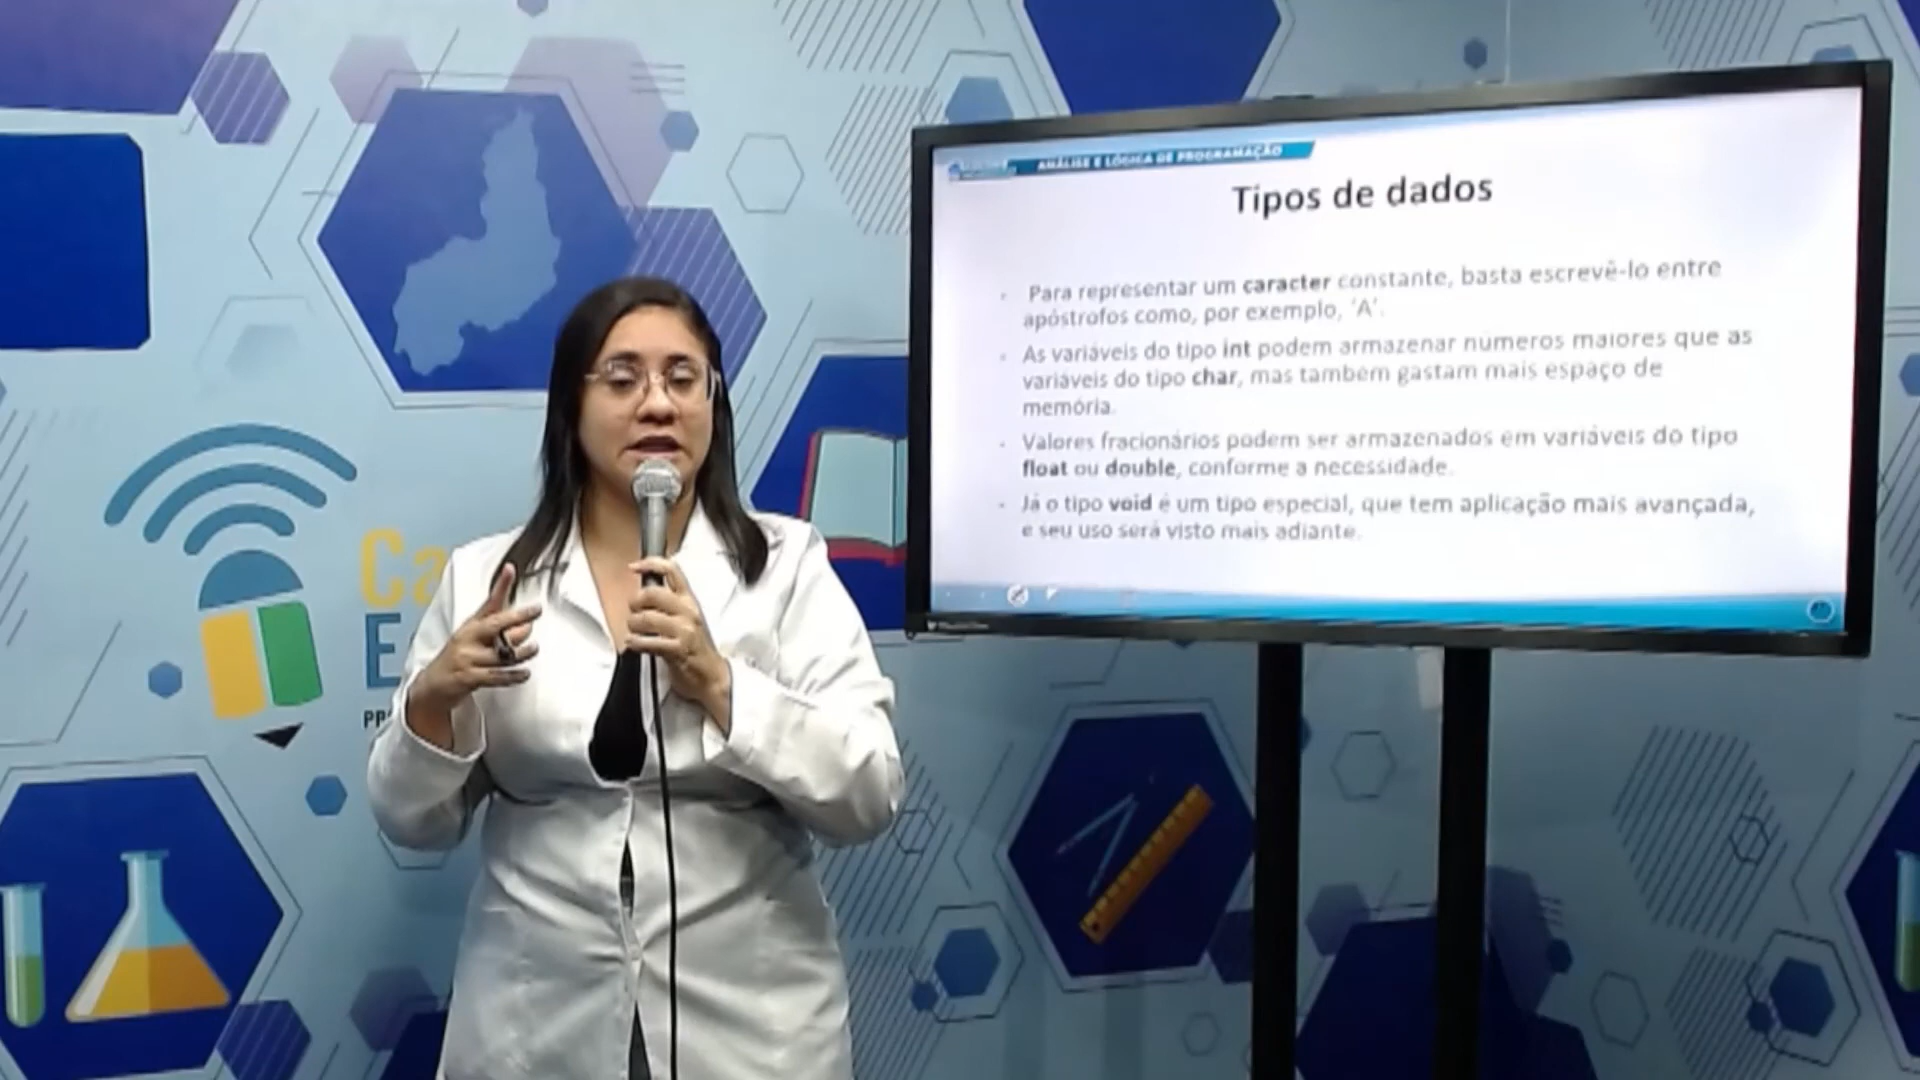 ANÁLISE E LÓGICA DE PROGRAMAÇÃO
Tipos de dados
Para representar um caracter constante, basta escrevê-lo entre
apóstrofos como, por exemplo, ‘A’.
As variáveis do tipo int podem armazenar números maiores que as
variáveis do tipo char, mas também gastam mais espaço de
memória.
Valores fracionários podem ser armazenados em variáveis do tipo
float ou double, conforme a necessidade.
Já o tipo void é um tipo especial, que tem aplicação mais avançada,
e seu uso será visto mais adiante.
Ca
E